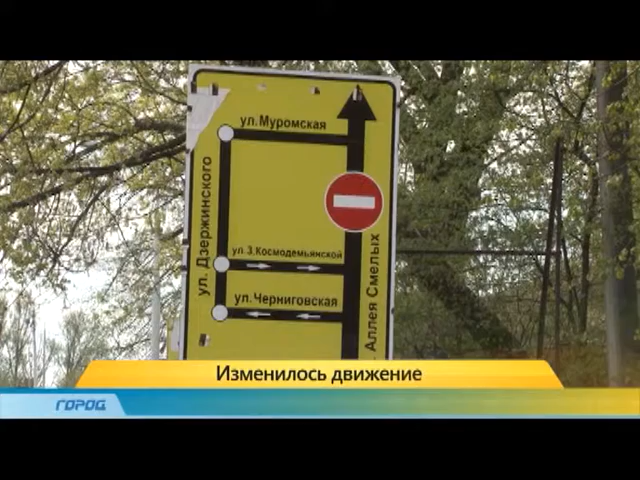 ул. Муромская
ул. Дзержинского
ул. З. Космодемьянской
ул. Черниговская
Аллея Смелых
Изменилось движение
ГОРОД